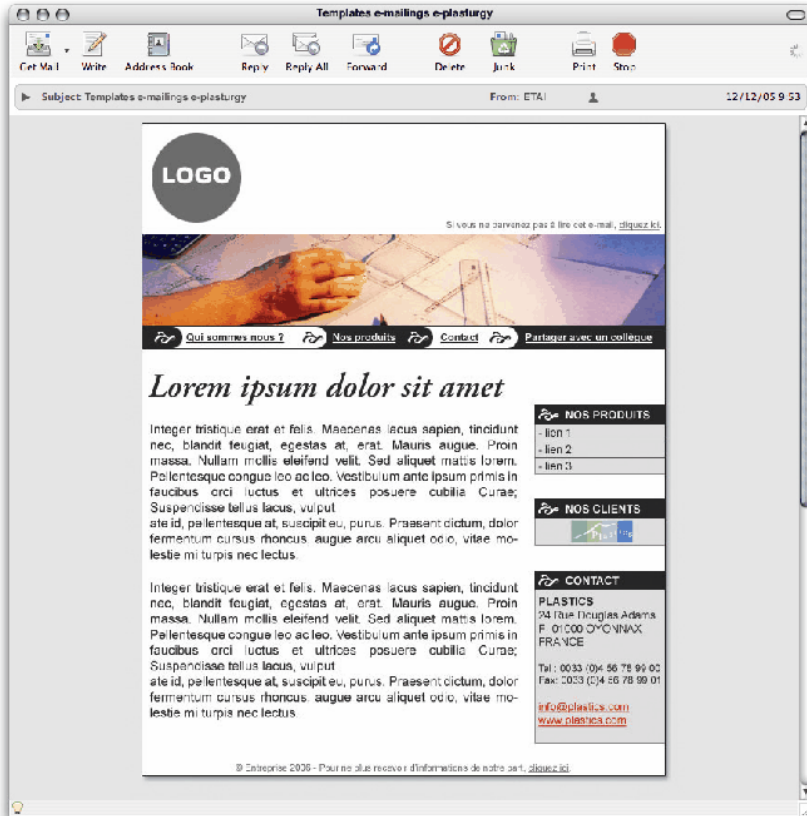 Templates e-mailings e-plasturgy
Get Mail Write Address Book Reply Reply All Forward Delete Junk Print Stop
Subject: Templates e-mailings e-plasturgy From: ETAI 12/12/05 9:53
LOGO
Si vous ne parvenez pas à lire cet e-mail, cliquez ici.
Qui sommes nous ? Nos produits Contact Partager avec un collègue
Lorem ipsum dolor sit amet
Integer tristique erat et felis. Maecenas lacus sapien, tincidunt
nec, blandit feugiat, egestas at, erat. Mauris augue. Proin
massa. Nullam mollis eleifend velit. Sed aliquet mattis lorem.
Pellentesque congue leo ac leo. Vestibulum ante ipsum primis in
faucibus orci luctus et ultrices posuere cubilia Curae;
Suspendisse tellus lacus, vulput
ate id, pellentesque at, suscipit eu, purus. Praesent dictum, dolor
fermentum cursus rhoncus, augue arcu aliquet odio, vitae mo-
lestie mi turpis nec lectus.
Integer tristique erat et felis. Maecenas lacus sapien, tincidunt
nec, blandit feugiat, egestas at, erat. Mauris augue. Proin
massa. Nullam mollis eleifend velit. Sed aliquet mattis lorem.
Pellentesque congue leo ac leo. Vestibulum ante ipsum primis in
faucibus orci luctus et ultrices posuere cubilia Curae;
Suspendisse tellus lacus, vulput
ate id, pellentesque at, suscipit eu, purus. Praesent dictum, dolor
fermentum cursus rhoncus, augue arcu aliquet odio, vitae mo-
lestie mi turpis nec lectus.
NOS PRODUITS
- lien 1
- lien 2
- lien 3
NOS CLIENTS
Plastics
CONTACT
PLASTICS
24 Rue Douglas Adams
F 01000 OYONNAX
FRANCE
Tel : 0033 (0)4 56 78 99 00
Fax: 0033 (0)4 56 78 99 01
info@plastics.com
www.plastics.com
© Entreprise 2006 - Pour ne plus recevoir d'informations de notre part, cliquez ici.